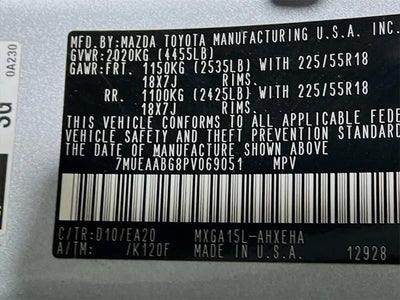 0A230
MFD.BY:MAZDA TOYOTA MANUFACTURING U.S.A. INC.
GVWR:2020KG (4455LB)
GAWR:FRT. 1150KG (2535LB) WITH 225/55R18
18X7J RIMS.
RR. 1100KG (2425LB) WITH 225/55R18
18X7J RIMS.
THIS VEHICLE CONFORMS TO ALL APPLICABLE
VEHICLE SAFETY AND THEFT PREVENTION STAN
THE DATE OF MANUFACTURE SHOWN ABOVE.
7MUEAABG8PV069051 MPV
C/TR:D10/EA20 MXGA15L-AHXEHA
A/TM: /K120F MADE IN U.S.A. 12928